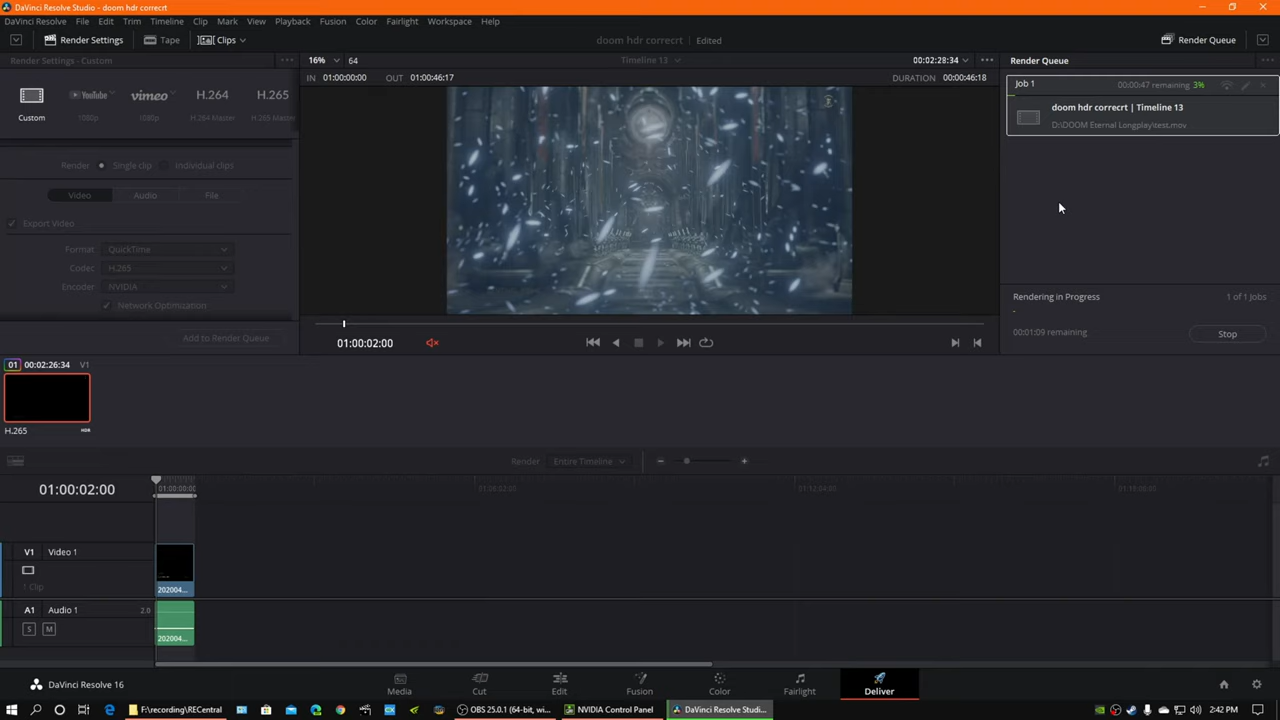 DaVinci Resolve Studio - doom hdr correcrt
DaVinci Resolve File Edit Trim Timeline Clip Mark View Playback Fusion Color Fairlight Workspace Help
Render Settings Tape Clips doom hdr correcrt Edited Render Queue
Render Settings - Custom 16% 64 Timeline 13 00:02:28:34 Render Queue
IN 01:00:00:00 OUT 01:00:46:17 DURATION 00:00:46:18
Job 1 00:00:47 remaining 3%
YouTube vimeo H.264 H.265
doom hdr correcrt | Timeline 13
Custom 1080p 1080p H.264 Master H.265 Master
D:\DOOM Eternal Longplay\test.mov
Render Single clip Individual clips
Video Audio File
Export Video
Format QuickTime
Codec H.265
Encoder NVIDIA
Network Optimization
Rendering in Progress 1 of 1 Jobs
-
00:01:09 remaining Stop
Add to Render Queue
01:00:02:00
01 00:02:26:34 V1
H.265 HDR
Render Entire Timeline
01:00:02:00
01:00:00:00
V1 Video 1
1 Clip
202004...
A1 Audio 1 2.0
S M
202004...
DaVinci Resolve 16 Media Cut Edit Fusion Color Fairlight Deliver
F:\recording\RECentral OBS 25.0.1 (64-bit, wi... NVIDIA Control Panel DaVinci Resolve Studi... 2:42 PM